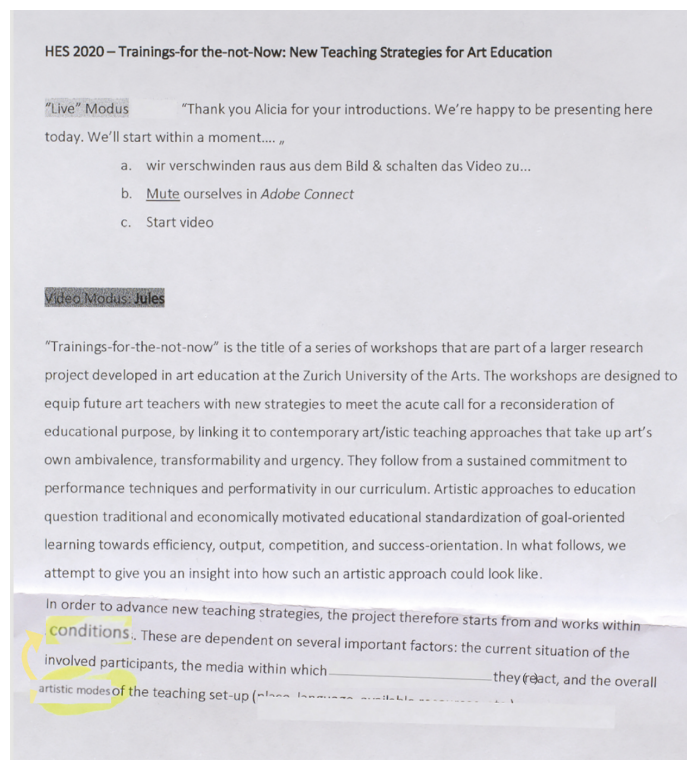 HES 2020 – Trainings-for the-not-Now: New Teaching Strategies for Art Education
"Live" Modus "Thank you Alicia for your introductions. We're happy to be presenting here
today. We'll start within a moment.... „
a. wir verschwinden raus aus dem Bild & schalten das Video zu...
b. Mute ourselves in Adobe Connect
c. Start video
Video Modus: Jules
"Trainings-for-the-not-now" is the title of a series of workshops that are part of a larger research
project developed in art education at the Zurich University of the Arts. The workshops are designed to
equip future art teachers with new strategies to meet the acute call for a reconsideration of
educational purpose, by linking it to contemporary art/istic teaching approaches that take up art's
own ambivalence, transformability and urgency. They follow from a sustained commitment to
performance techniques and performativity in our curriculum. Artistic approaches to education
question traditional and economically motivated educational standardization of goal-oriented
learning towards efficiency, output, competition, and success-orientation. In what follows, we
attempt to give you an insight into how such an artistic approach could look like.
In order to advance new teaching strategies, the project therefore starts from and works within
conditions.. These are dependent on several important factors: the current situation of the
involved participants, the media within which they (re)act, and the overall
artistic modes of the teaching set-up (